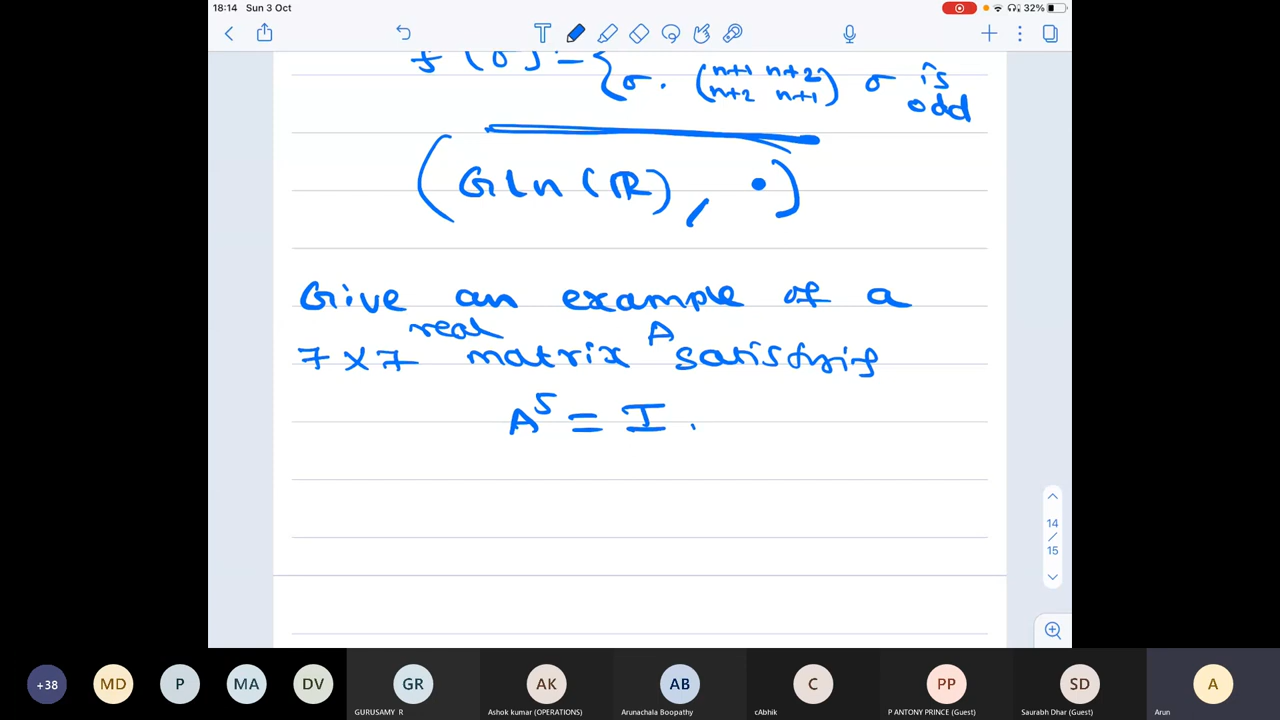 18:14 Sun 3 Oct
32%
f(σ) = { σ. (n+1 n+2 / n+2 n+1) σ is odd
(GLn(ℝ), •)
Give an example of a
real A
7 x 7 matrix satisfyig
A⁵ = I.
14
/
15
+38
MD
P
MA
DV
GR
AK
AB
C
PP
SD
A
GURUSAMY R
Ashok kumar (OPERATIONS)
Arunachala Boopathy
cAbhik
P ANTONY PRINCE (Guest)
Saurabh Dhar (Guest)
Arun